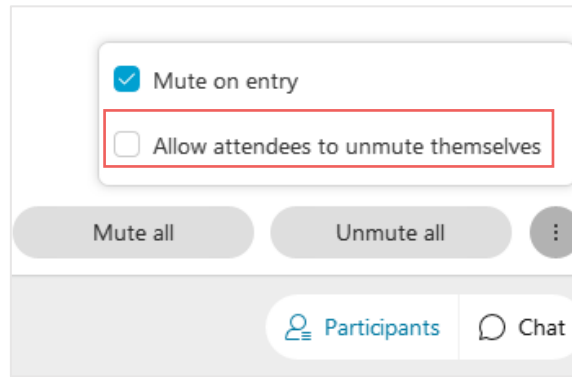 Mute on entry
Allow attendees to unmute themselves
Mute all Unmute all
Participants Chat